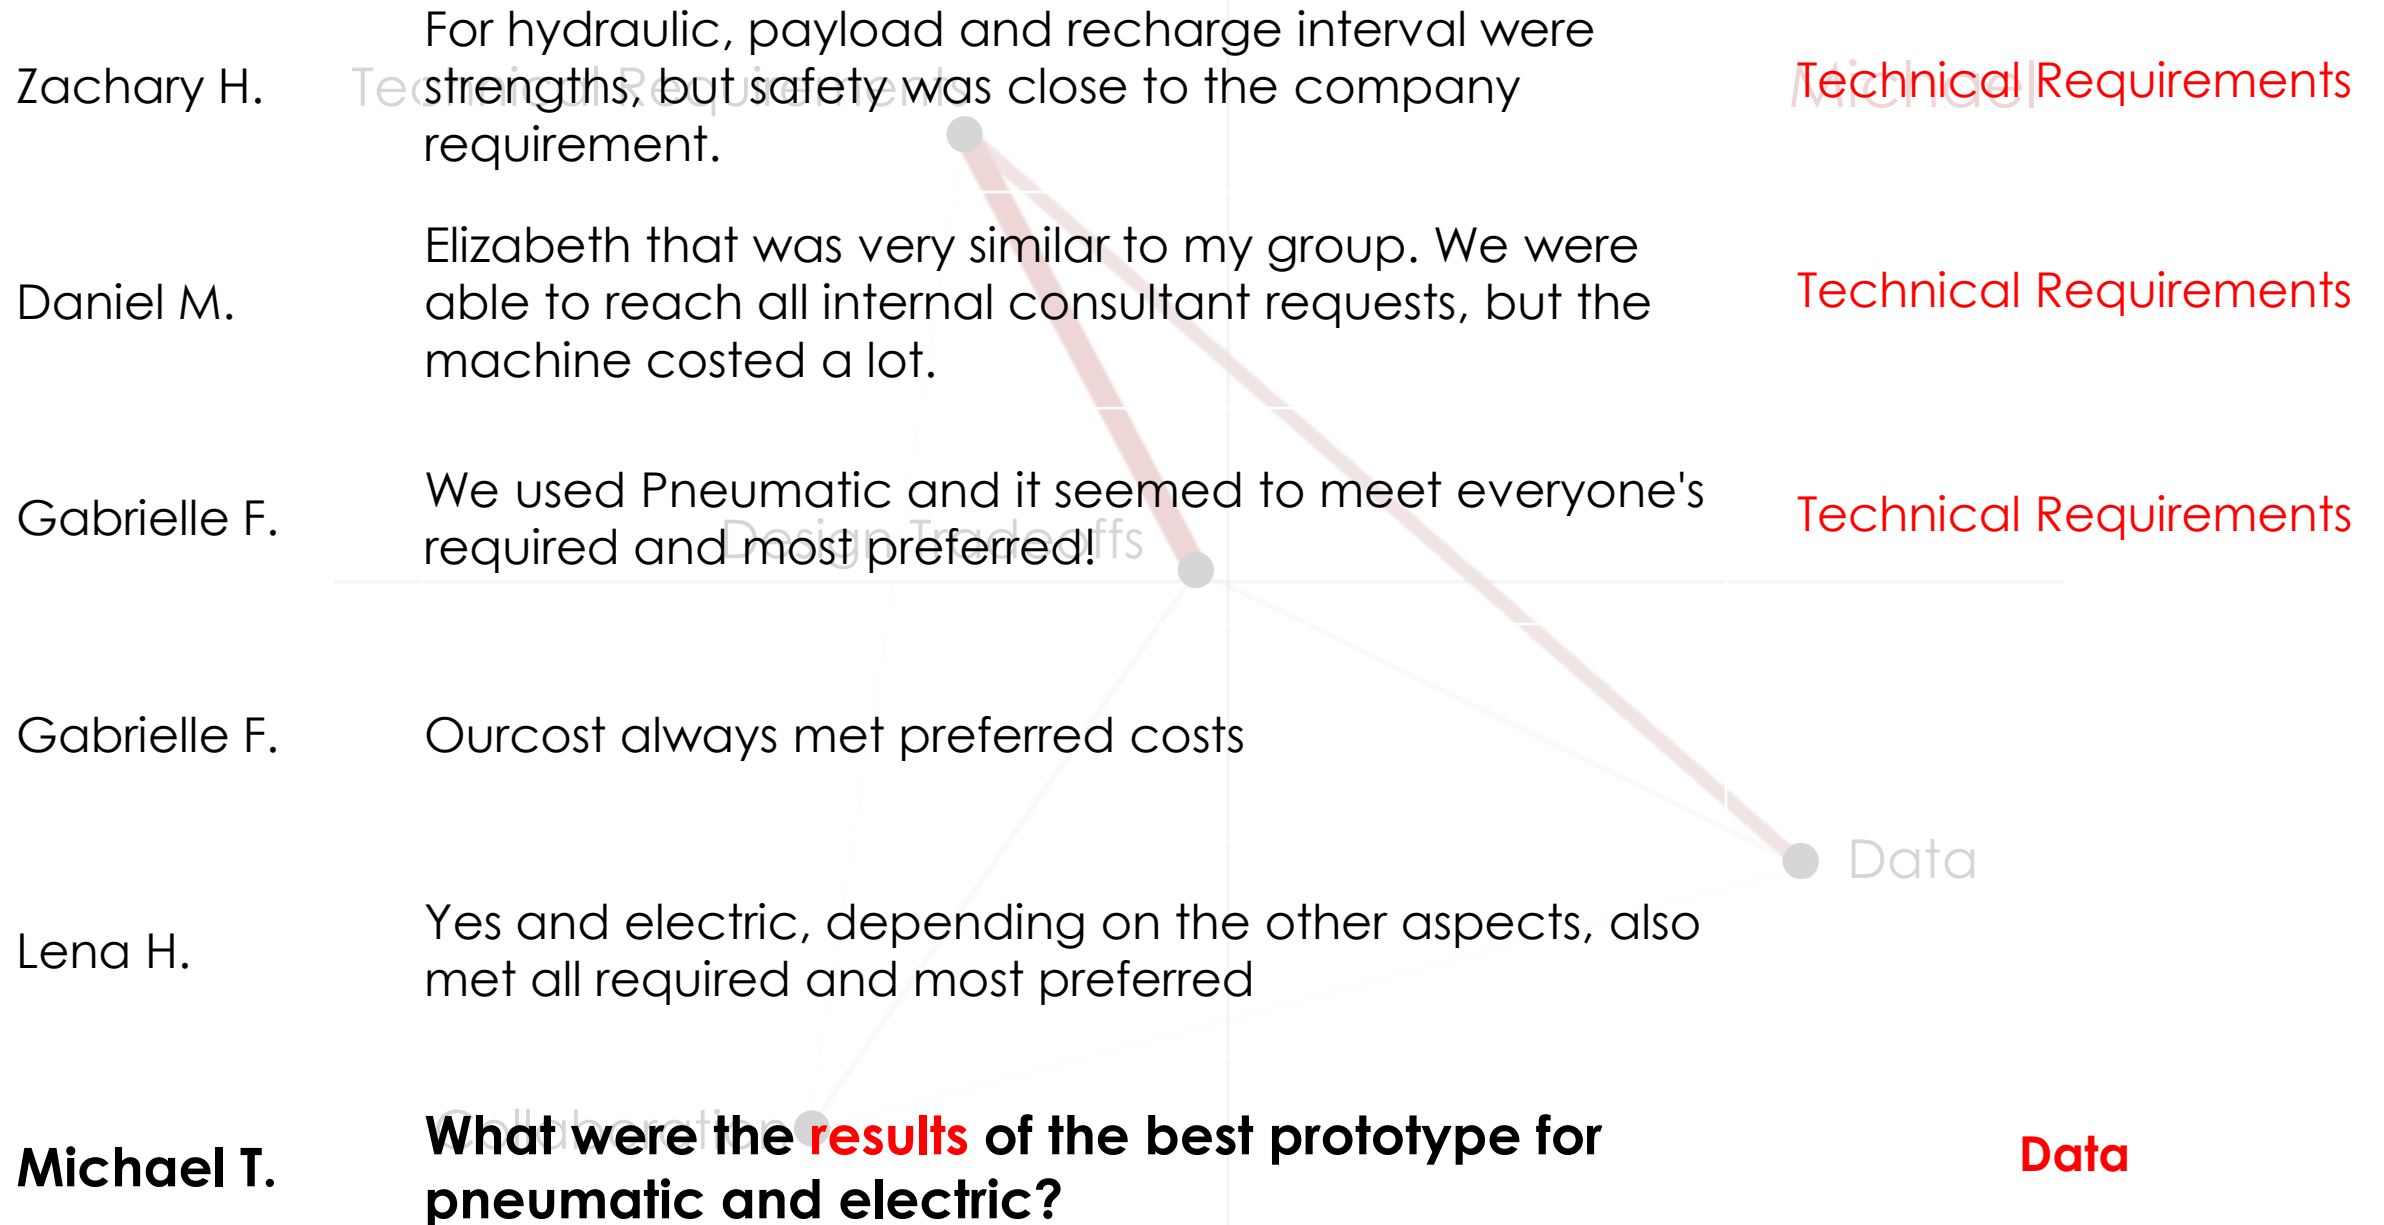 For hydraulic, payload and recharge interval were
Zachary H.
strengths, but safety was close to the company
requirement.
Technical Requirements
Technical Requirements
Michael
Elizabeth that was very similar to my group. We were
Daniel M.
able to reach all internal consultant requests, but the
machine costed a lot.
Technical Requirements
We used Pneumatic and it seemed to meet everyone's
Gabrielle F.
required and most preferred!
Technical Requirements
Design Tradeoffs
Gabrielle F.
Ourcost always met preferred costs
Data
Yes and electric, depending on the other aspects, also
Lena H.
met all required and most preferred
Collaboration
What were the results of the best prototype for
Michael T.
pneumatic and electric?
Data